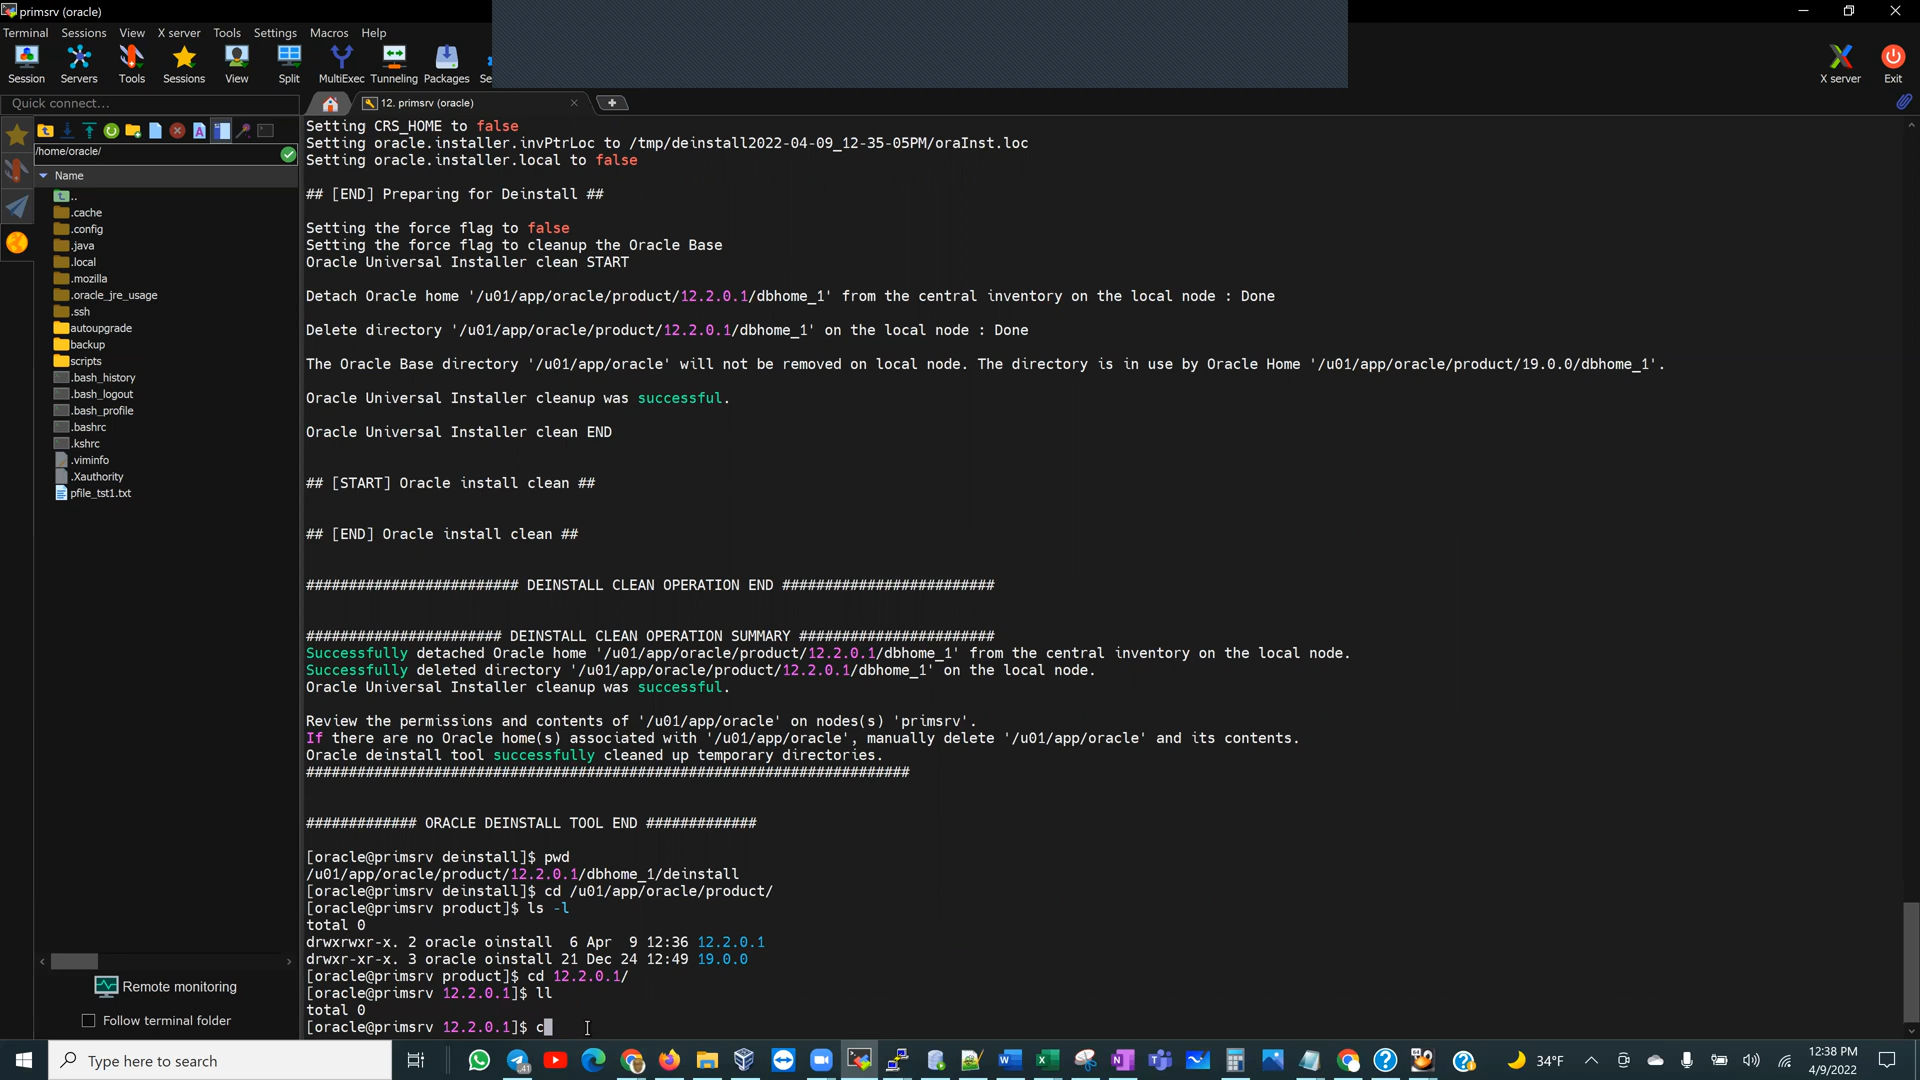 primsrv (oracle)
Terminal Sessions View X server Tools Settings Macros Help
Session Servers Tools Sessions View Split MultiExec Tunneling Packages Se
X server Exit
Quick connect...
12. primsrv (oracle)
/home/oracle/
Name
..
.cache
.config
.java
.local
.mozilla
.oracle_jre_usage
.ssh
autoupgrade
backup
scripts
.bash_history
.bash_logout
.bash_profile
.bashrc
.kshrc
.viminfo
.Xauthority
pfile_tst1.txt
Remote monitoring
Follow terminal folder
Setting CRS_HOME to false
Setting oracle.installer.invPtrLoc to /tmp/deinstall2022-04-09_12-35-05PM/oraInst.loc
Setting oracle.installer.local to false
## [END] Preparing for Deinstall ##
Setting the force flag to false
Setting the force flag to cleanup the Oracle Base
Oracle Universal Installer clean START
Detach Oracle home '/u01/app/oracle/product/12.2.0.1/dbhome_1' from the central inventory on the local node : Done
Delete directory '/u01/app/oracle/product/12.2.0.1/dbhome_1' on the local node : Done
The Oracle Base directory '/u01/app/oracle' will not be removed on local node. The directory is in use by Oracle Home '/u01/app/oracle/product/19.0.0/dbhome_1'.
Oracle Universal Installer cleanup was successful.
Oracle Universal Installer clean END
## [START] Oracle install clean ##
## [END] Oracle install clean ##
######################### DEINSTALL CLEAN OPERATION END #########################
####################### DEINSTALL CLEAN OPERATION SUMMARY #######################
Successfully detached Oracle home '/u01/app/oracle/product/12.2.0.1/dbhome_1' from the central inventory on the local node.
Successfully deleted directory '/u01/app/oracle/product/12.2.0.1/dbhome_1' on the local node.
Oracle Universal Installer cleanup was successful.
Review the permissions and contents of '/u01/app/oracle' on nodes(s) 'primsrv'.
If there are no Oracle home(s) associated with '/u01/app/oracle', manually delete '/u01/app/oracle' and its contents.
Oracle deinstall tool successfully cleaned up temporary directories.
#######################################################################
############# ORACLE DEINSTALL TOOL END #############
[oracle@primsrv deinstall]$ pwd
/u01/app/oracle/product/12.2.0.1/dbhome_1/deinstall
[oracle@primsrv deinstall]$ cd /u01/app/oracle/product/
[oracle@primsrv product]$ ls -l
total 0
drwxrwxr-x. 2 oracle oinstall  6 Apr  9 12:36 12.2.0.1
drwxr-xr-x. 3 oracle oinstall 21 Dec 24 12:49 19.0.0
[oracle@primsrv product]$ cd 12.2.0.1/
[oracle@primsrv 12.2.0.1]$ ll
total 0
[oracle@primsrv 12.2.0.1]$ c
Type here to search
41
34°F
12:38 PM
4/9/2022